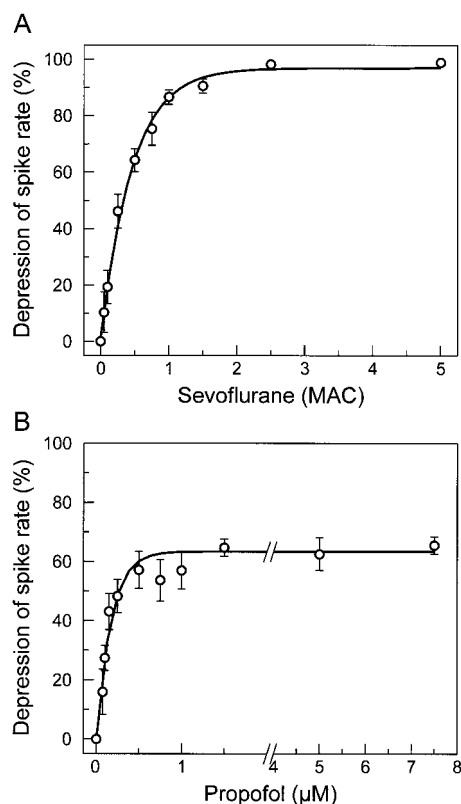 A
Depression of spike rate (%)
100
80
60
40
20
0
0 1 2 3 4 5
Sevoflurane (MAC)
B
Depression of spike rate (%)
100
80
60
40
20
0
0 1 4 5 6 7 8
Propofol (µM)